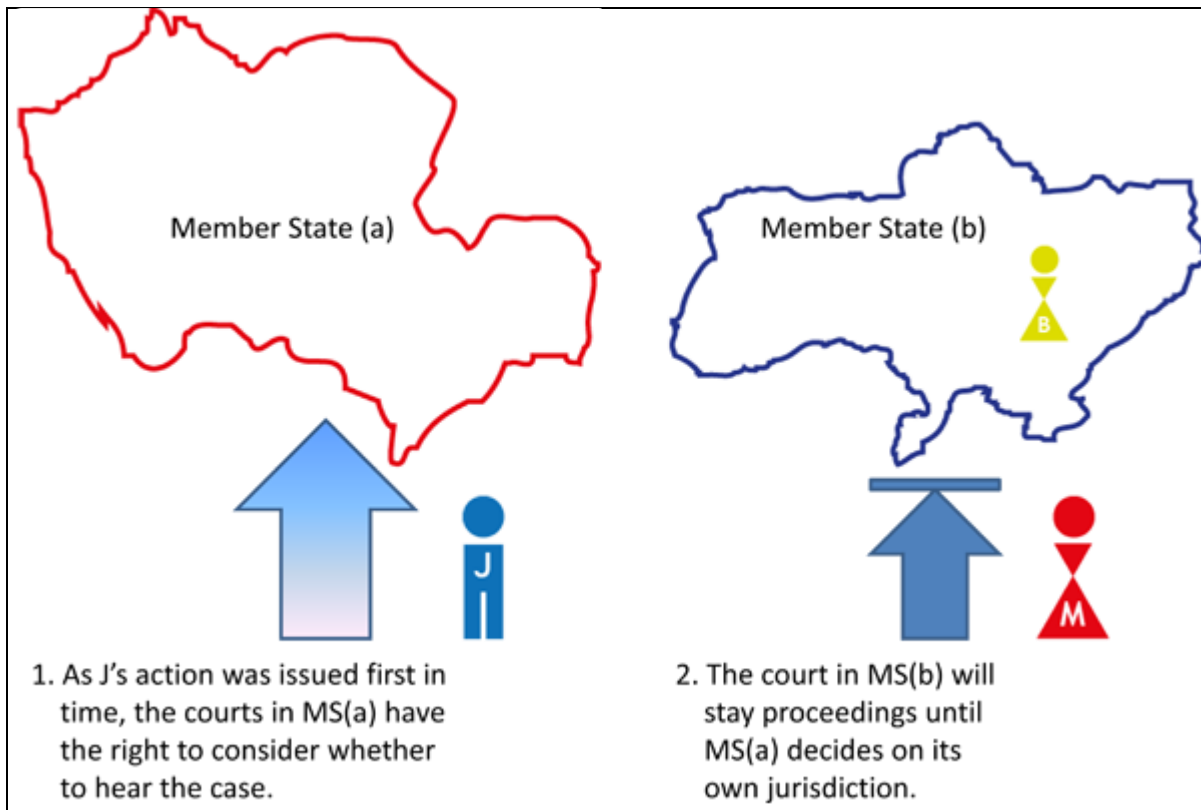 Member State (a)
Member State (b)
B
J
M
1. As J’s action was issued first in
time, the courts in MS(a) have
the right to consider whether
to hear the case.
2. The court in MS(b) will
stay proceedings until
MS(a) decides on its
own jurisdiction.